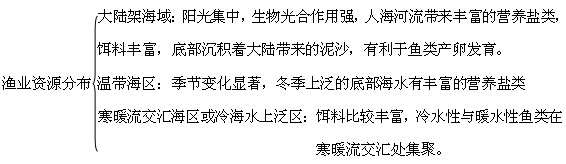 大陆架海域：阳光集中，生物光合作用强，人海河流带来丰富的营养盐类，
饵料丰富，底部沉积着大陆带来的泥沙，有利于鱼类产卵发育。
渔业资源分布
温带海区：季节变化显著，冬季上泛的底部海水有丰富的营养盐类
寒暖流交汇海区或冷海水上泛区：饵料比较丰富，冷水性与暖水性鱼类在
寒暖流交汇处集聚。